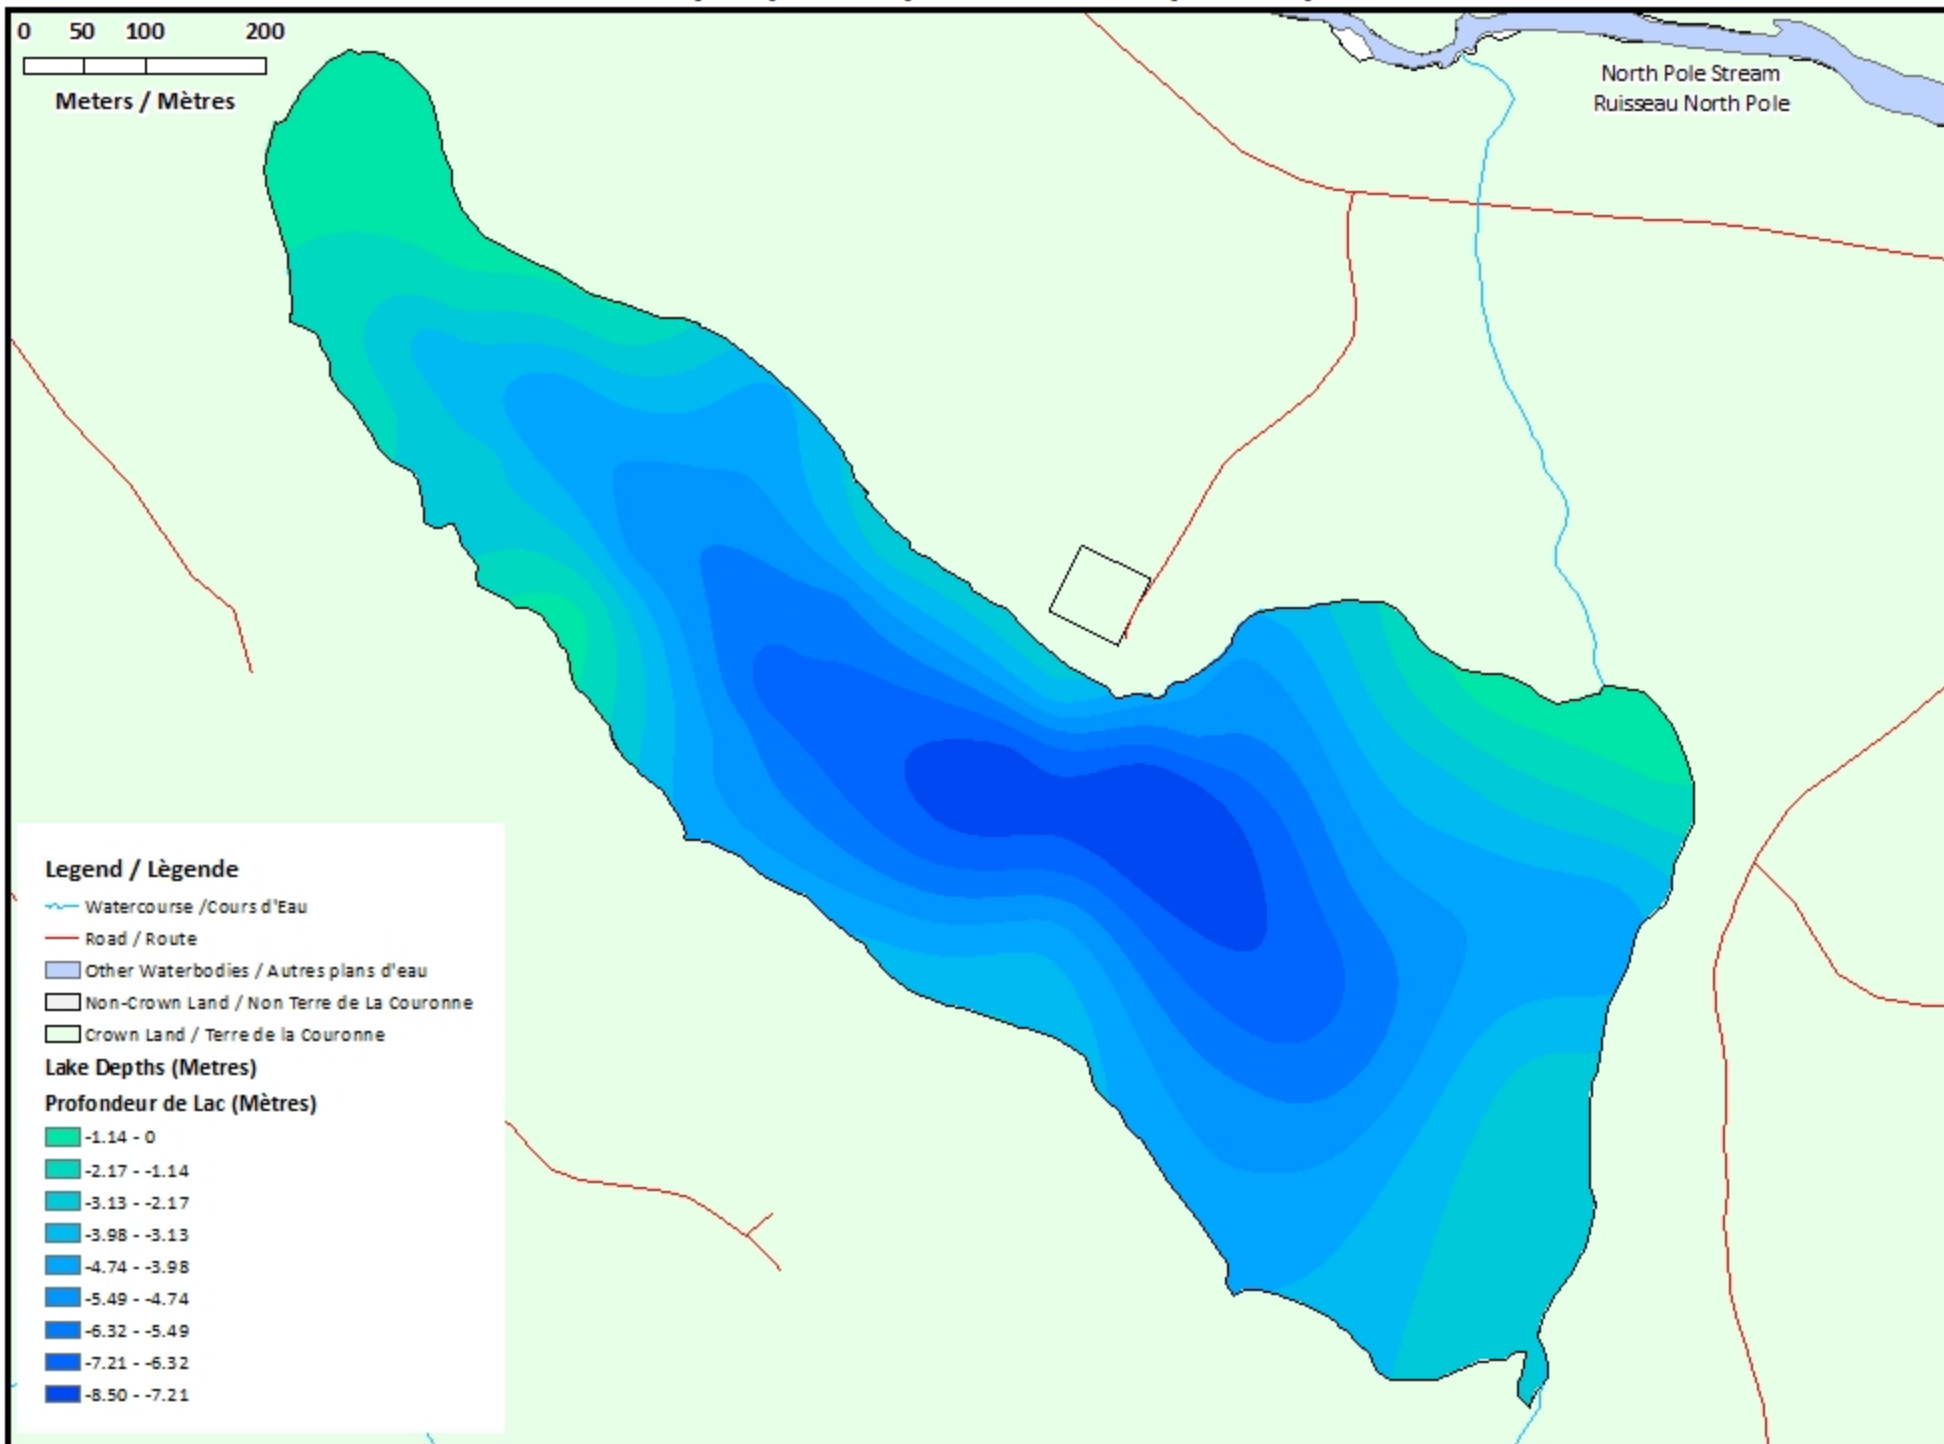 0 50 100 200
Meters / Mètres
North Pole Stream
Ruisseau North Pole
Legend / Lègende
Watercourse /Cours d'Eau
Road / Route
Other Waterbodies / Autres plans d'eau
Non-Crown Land / Non Terre de La Couronne
Crown Land / Terre de la Couronne
Lake Depths (Metres)
Profondeur de Lac (Mètres)
-1.14 - 0
-2.17 - -1.14
-3.13 - -2.17
-3.98 - -3.13
-4.74 - -3.98
-5.49 - -4.74
-6.32 - -5.49
-7.21 - -6.32
-8.50 - -7.21